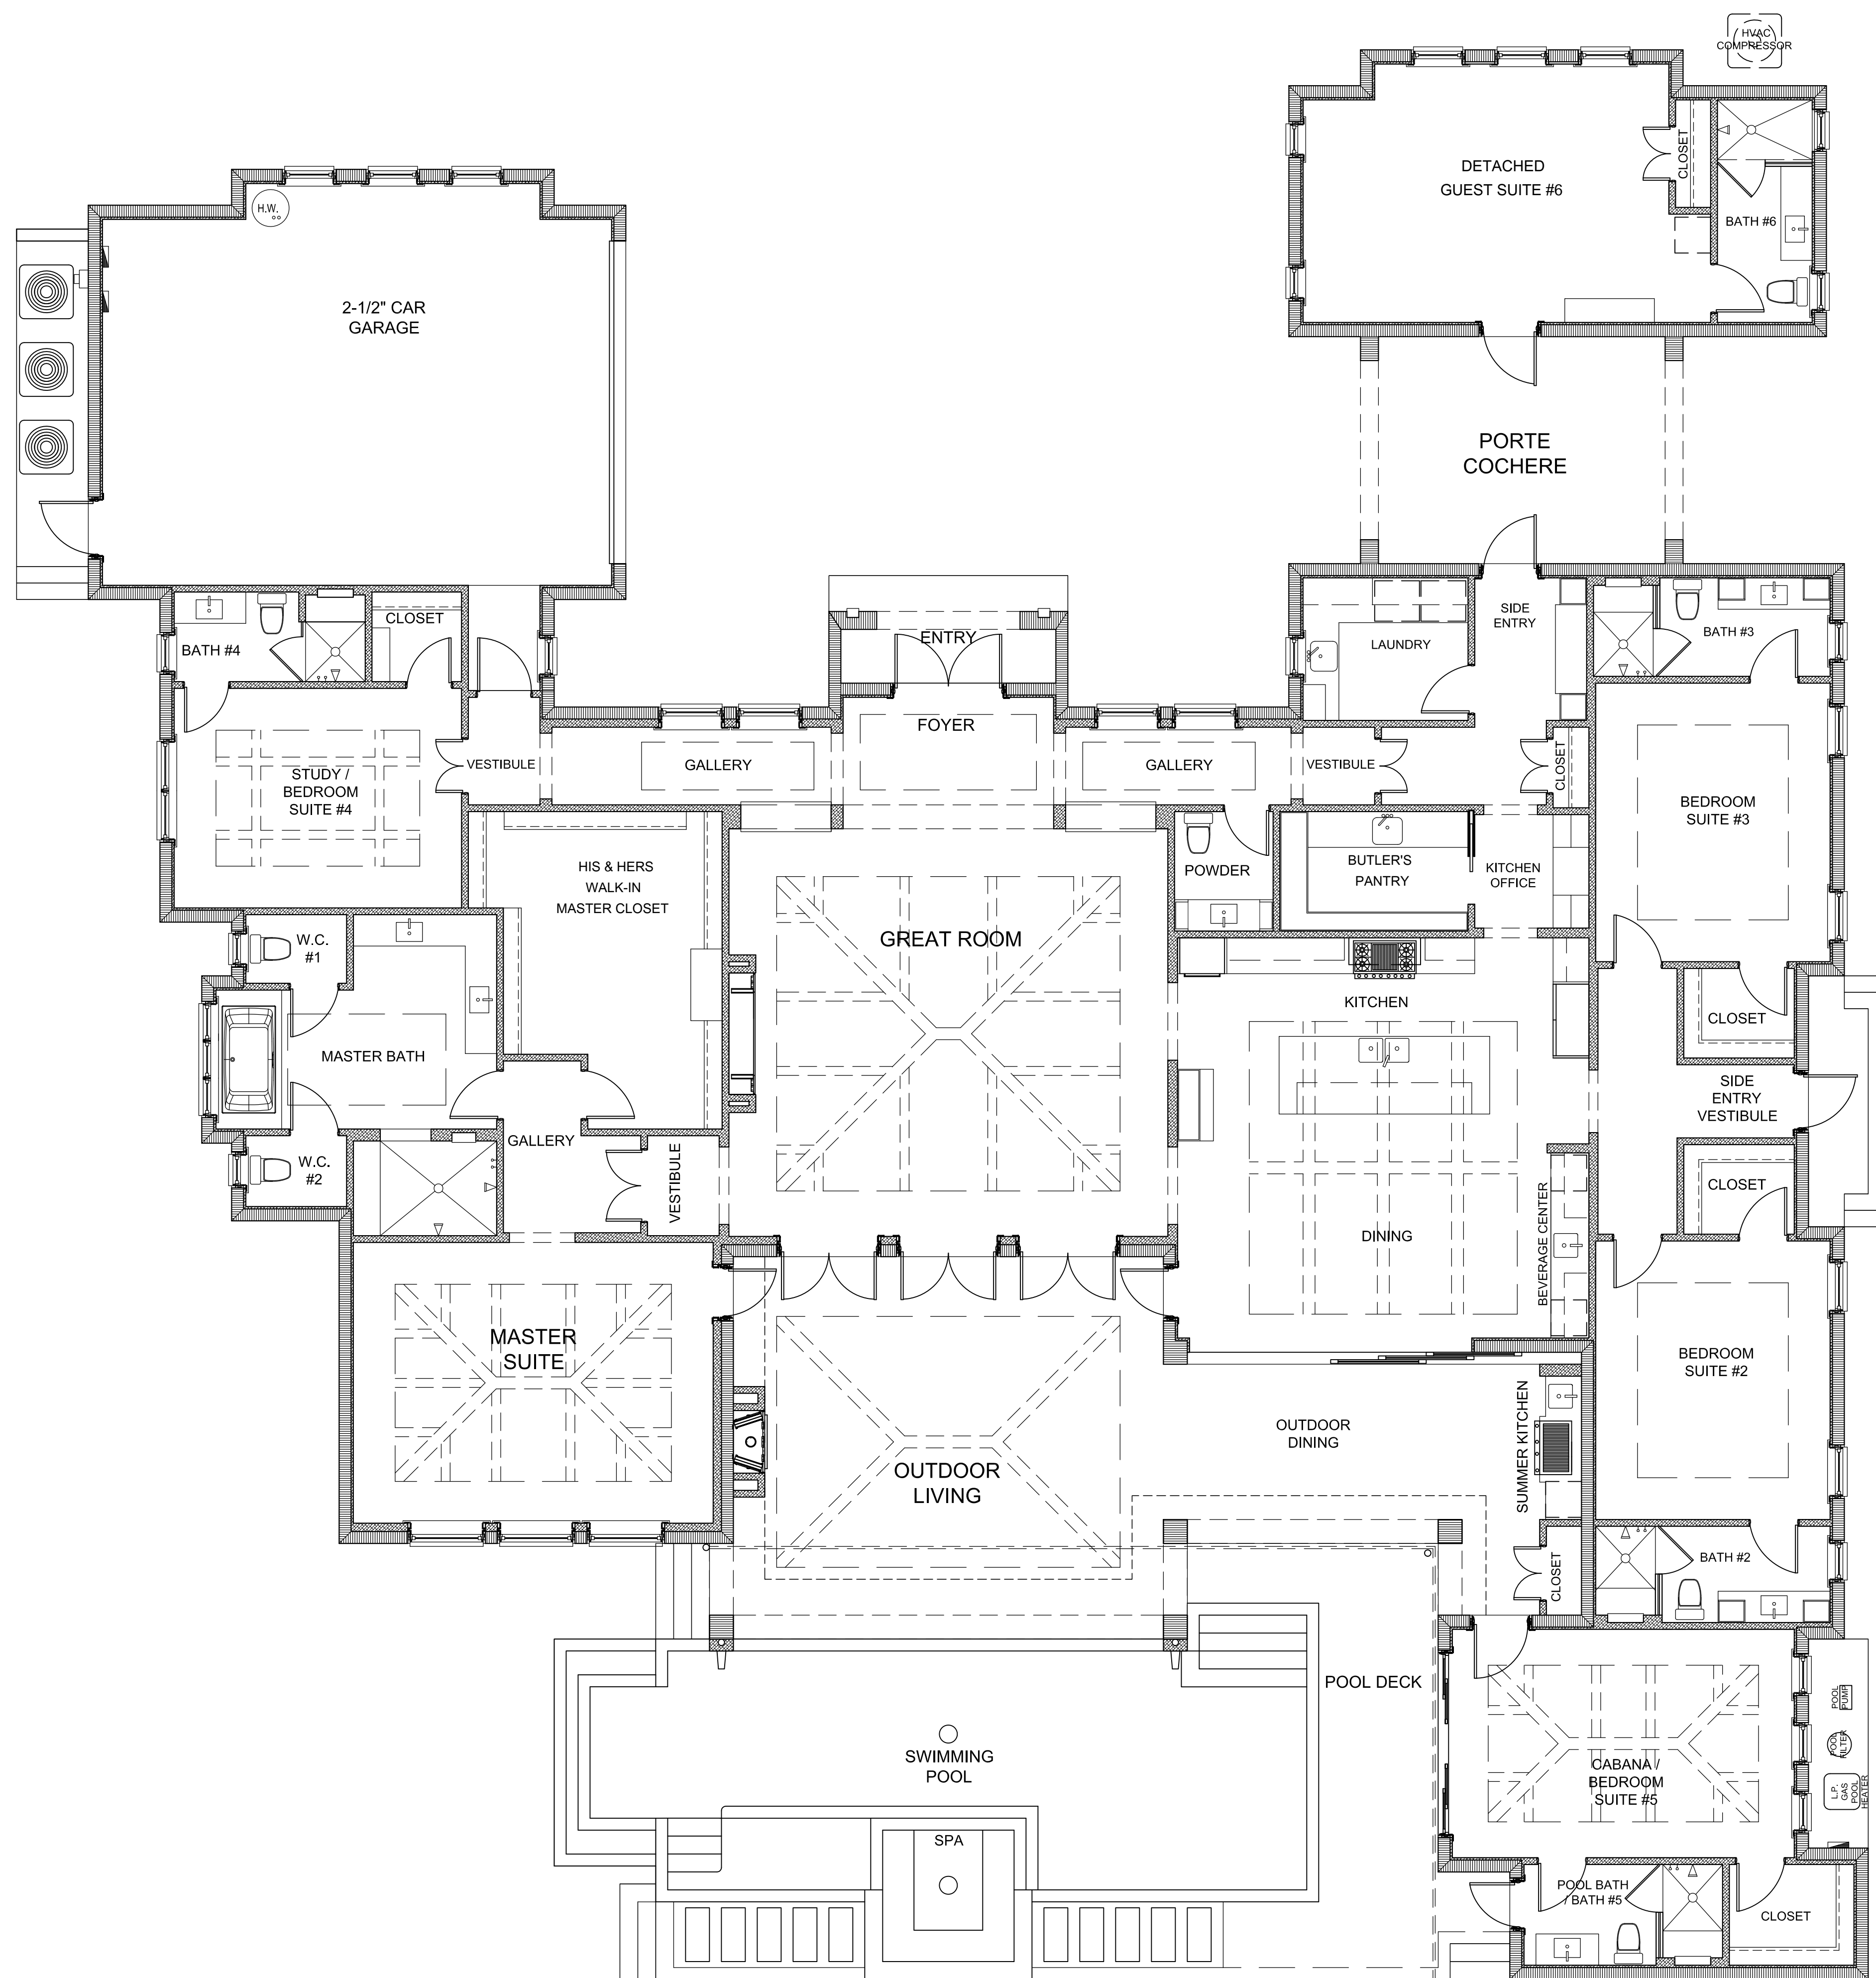 HVAC
COMPRESSOR
DETACHED
GUEST SUITE #6
CLOSET
BATH #6
H.W.
2-1/2" CAR
GARAGE
PORTE
COCHERE
BATH #4
CLOSET
ENTRY
LAUNDRY
SIDE
ENTRY
BATH #3
FOYER
STUDY /
BEDROOM
SUITE #4
VESTIBULE
GALLERY
GALLERY
VESTIBULE
CLOSET
BEDROOM
SUITE #3
HIS & HERS
WALK-IN
MASTER CLOSET
POWDER
BUTLER'S
PANTRY
KITCHEN
OFFICE
W.C.
#1
GREAT ROOM
KITCHEN
CLOSET
MASTER BATH
SIDE
ENTRY
VESTIBULE
GALLERY
W.C.
#2
VESTIBULE
CLOSET
DINING
BEVERAGE CENTER
MASTER
SUITE
BEDROOM
SUITE #2
OUTDOOR
DINING
SUMMER KITCHEN
OUTDOOR
LIVING
CLOSET
BATH #2
POOL DECK
POOL
PUMP
POOL
FILTER
SWIMMING
POOL
CABANA /
BEDROOM
SUITE #5
L.P.
GAS
POOL
HEATER
SPA
POOL BATH
/ BATH #5
CLOSET